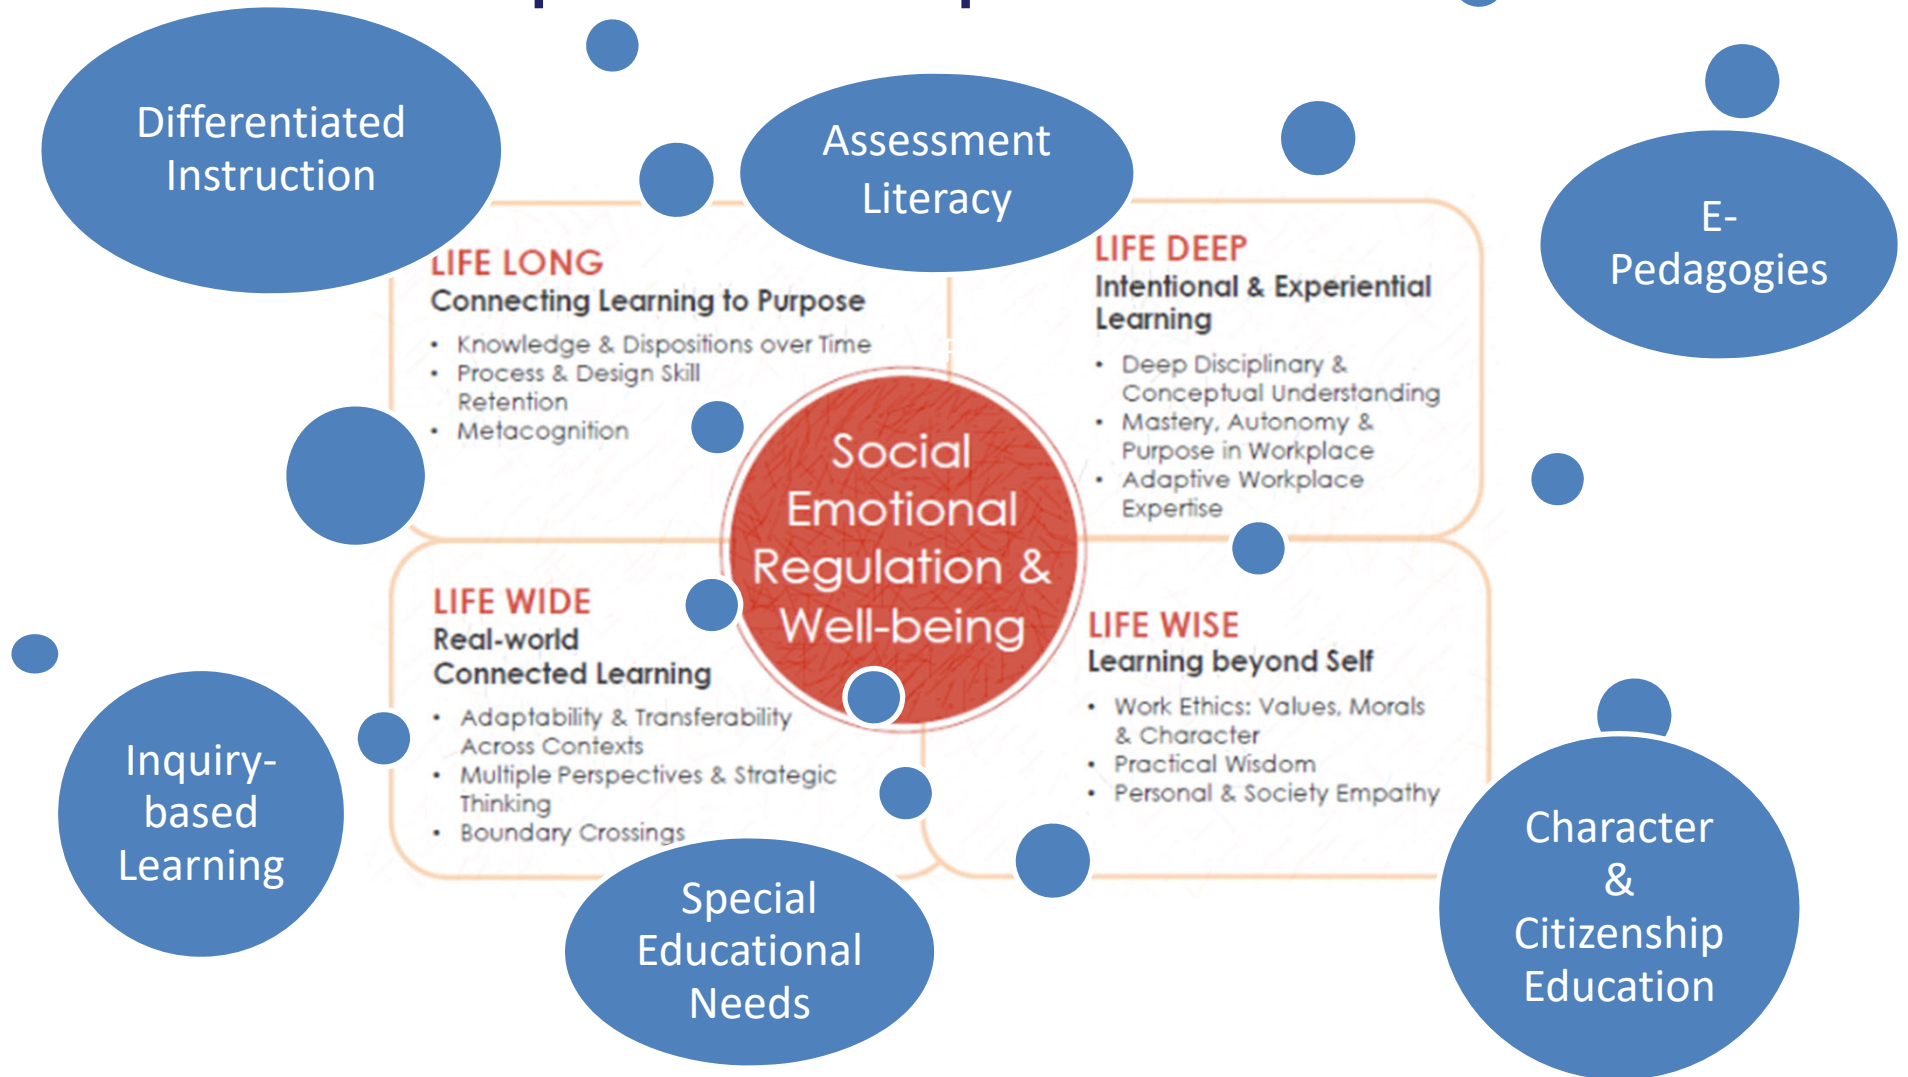 Differentiated
Instruction
Assessment
Literacy
E-
Pedagogies
LIFE LONG
Connecting Learning to Purpose
• Knowledge & Dispositions over Time
• Process & Design Skill
Retention
• Metacognition
LIFE DEEP
Intentional & Experiential
Learning
• Deep Disciplinary &
Conceptual Understanding
• Mastery, Autonomy &
Purpose in Workplace
• Adaptive Workplace
Expertise
Social
Emotional
Regulation &
Well-being
LIFE WIDE
Real-world
Connected Learning
• Adaptability & Transferability
Across Contexts
• Multiple Perspectives & Strategic
Thinking
• Boundary Crossings
LIFE WISE
Learning beyond Self
• Work Ethics: Values, Morals
& Character
• Practical Wisdom
• Personal & Society Empathy
Inquiry-
based
Learning
Special
Educational
Needs
Character
&
Citizenship
Education